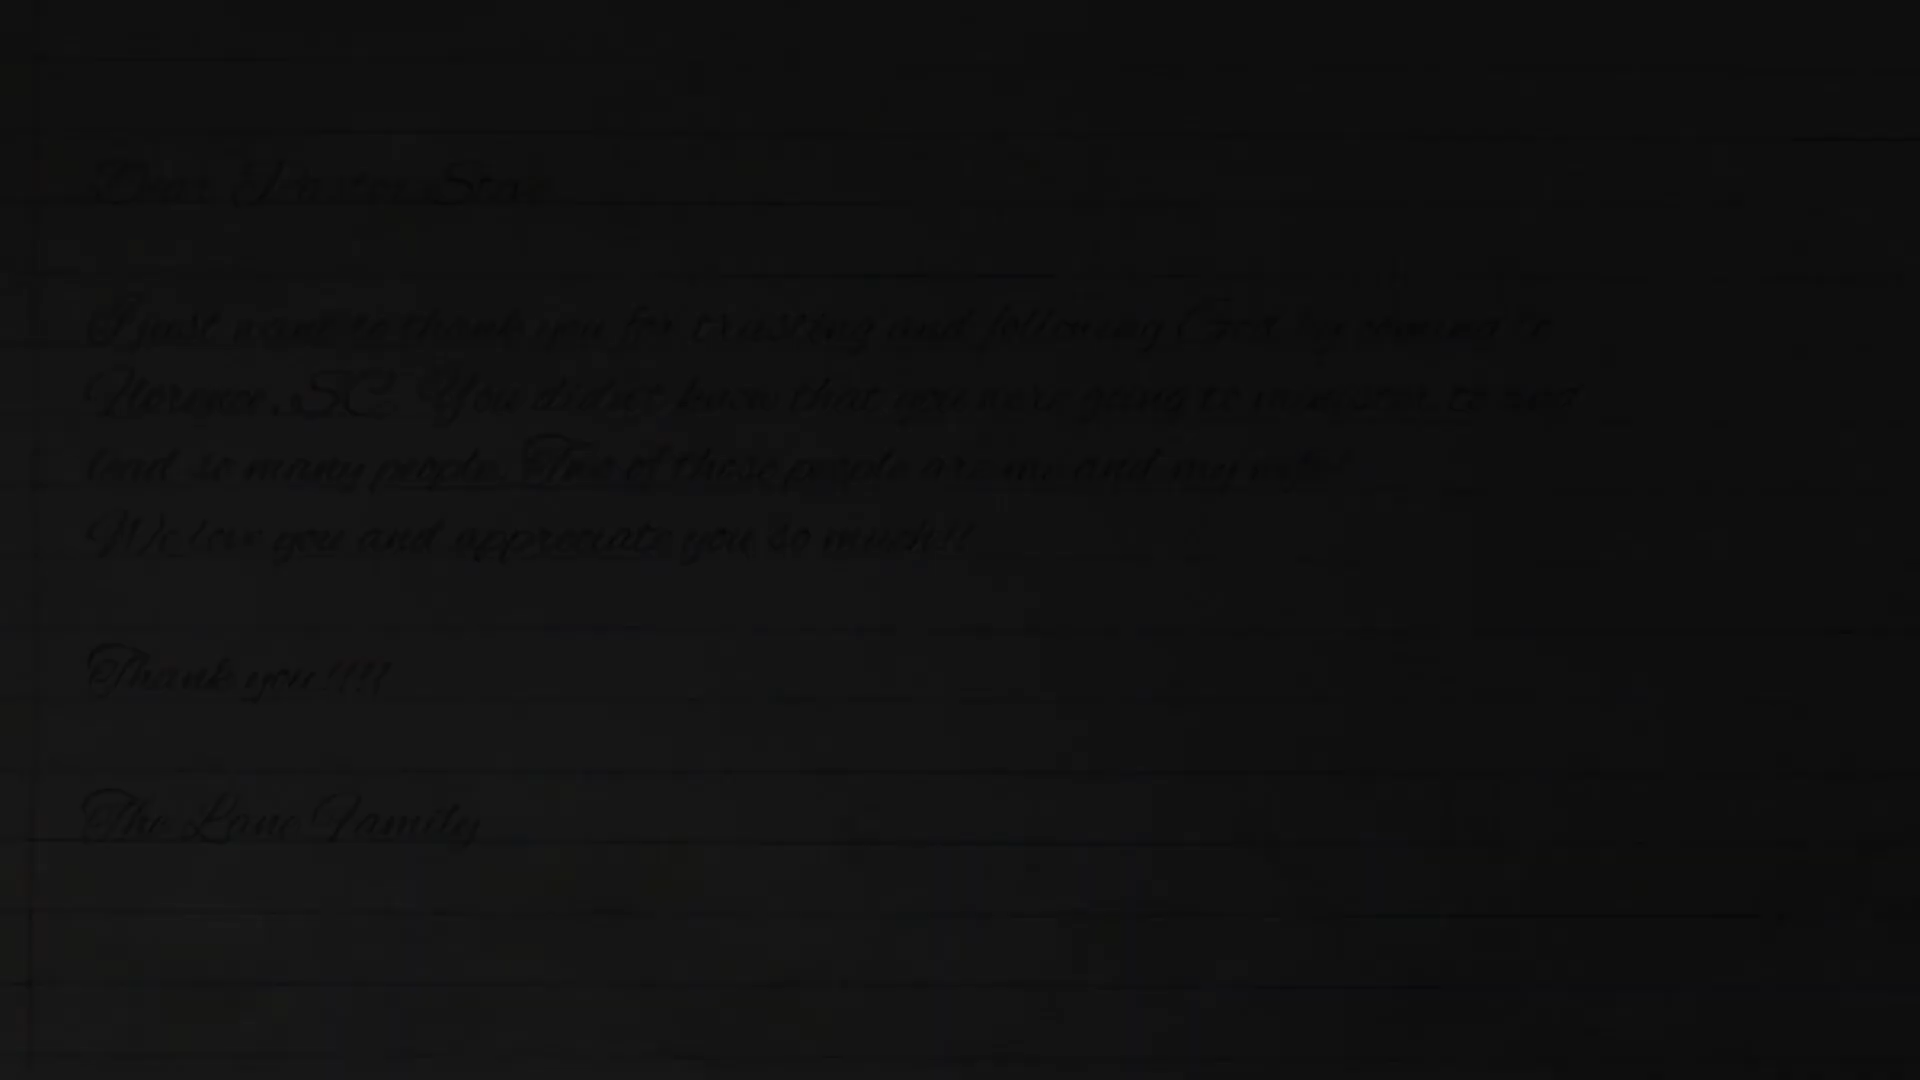 Dear Pastor Steve
I just want to thank you for trusting and following God by coming to
Florence, SC. You didn't know that you were going to minister to and
lead so many people. Two of those people are me and my wife!
We love you and appreciate you so much!!
Thank you!!!!
The Lane Family